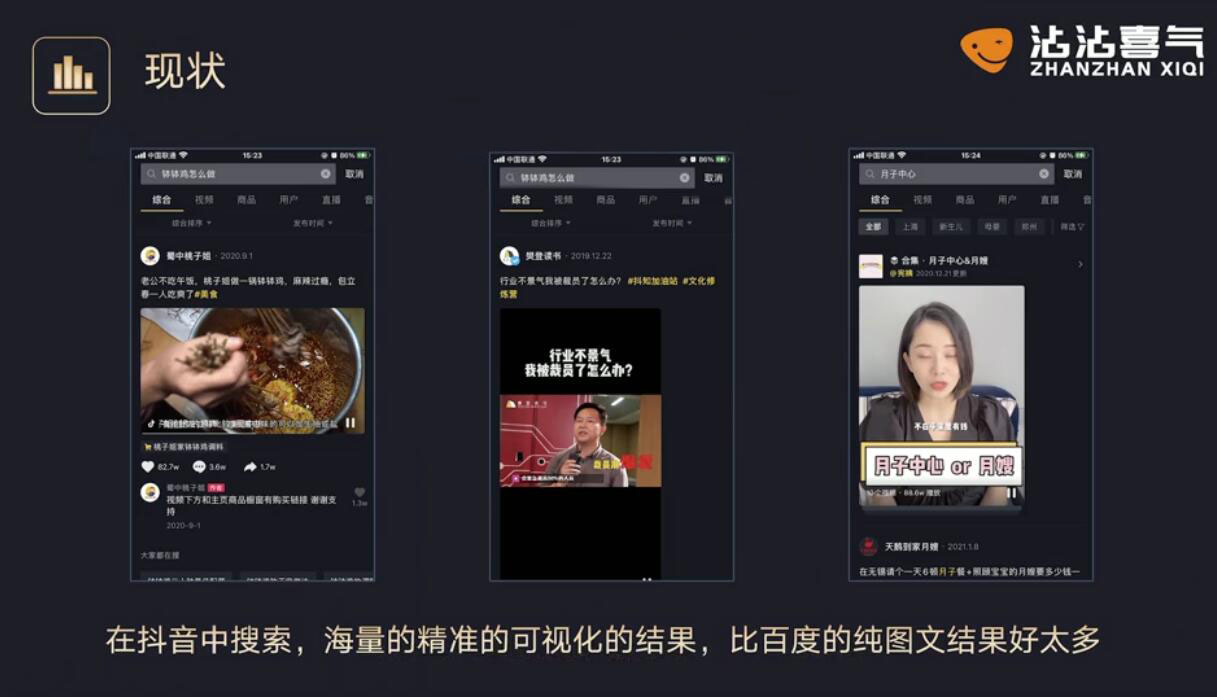 现状
沾沾喜气
ZHANZHAN XIQI
中国联通 15:23 86%
钵钵鸡怎么做 取消
综合 视频 商品 用户 直播 音
综合排序 发布时间
蜀中桃子姐 · 2020.9.1
老公不吃午饭，桃子姐做一锅钵钵鸡，麻辣过瘾，包立
春一人吃爽了#美食
桃子姐家钵钵鸡调料
82.7w 3.6w 1.7w
蜀中桃子姐 作者
视频下方和主页商品橱窗有购买链接 谢谢支
持
1.3w
2020-9-1
大家都在搜
中国联通 15:23 86%
钵钵鸡怎么做 取消
综合 视频 商品 用户 直播 音
综合排序 发布时间
樊登读书 · 2019.12.22
行业不景气我被裁员了怎么办？ #抖知加油站 #文化修
炼营
行业不景气
我被裁员了怎么办?
中国联通 15:24 86%
月子中心 取消
综合 视频 商品 用户 直播 音
全部 上海 新生儿 母婴 郑州 筛选
合集 · 月子中心&月嫂
2020.12.21更新
月子中心 or 月嫂
10个视频 · 88.6w 播放
天鹅到家月嫂 · 2021.1.8
在无锡请个一天6顿月子餐+照顾宝宝的月嫂要多少钱一
在抖音中搜索，海量的精准的可视化的结果，比百度的纯图文结果好太多